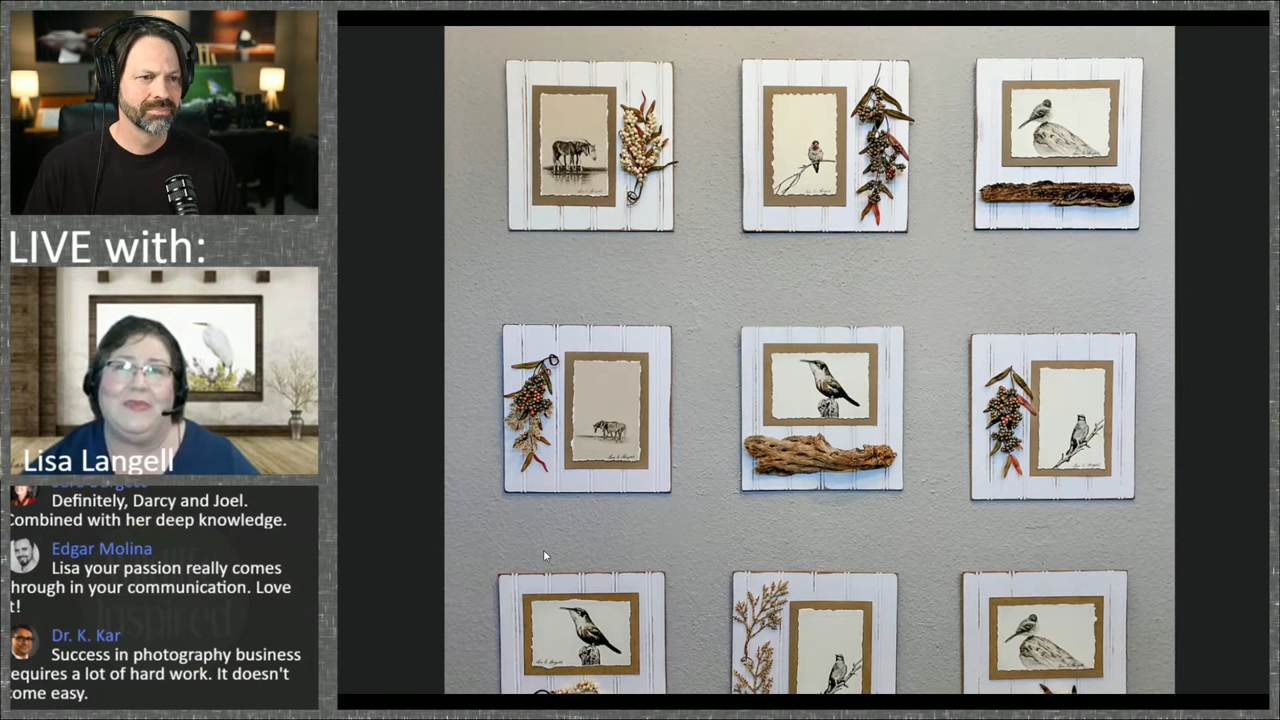 LIVE with:
Lisa Langell
Definitely, Darcy and Joel.
Combined with her deep knowledge.
Edgar Molina
Lisa your passion really comes
hrough in your communication. Love
t!
Dr. K. Kar
Success in photography business
equires a lot of hard work. It doesn't
ome easy.